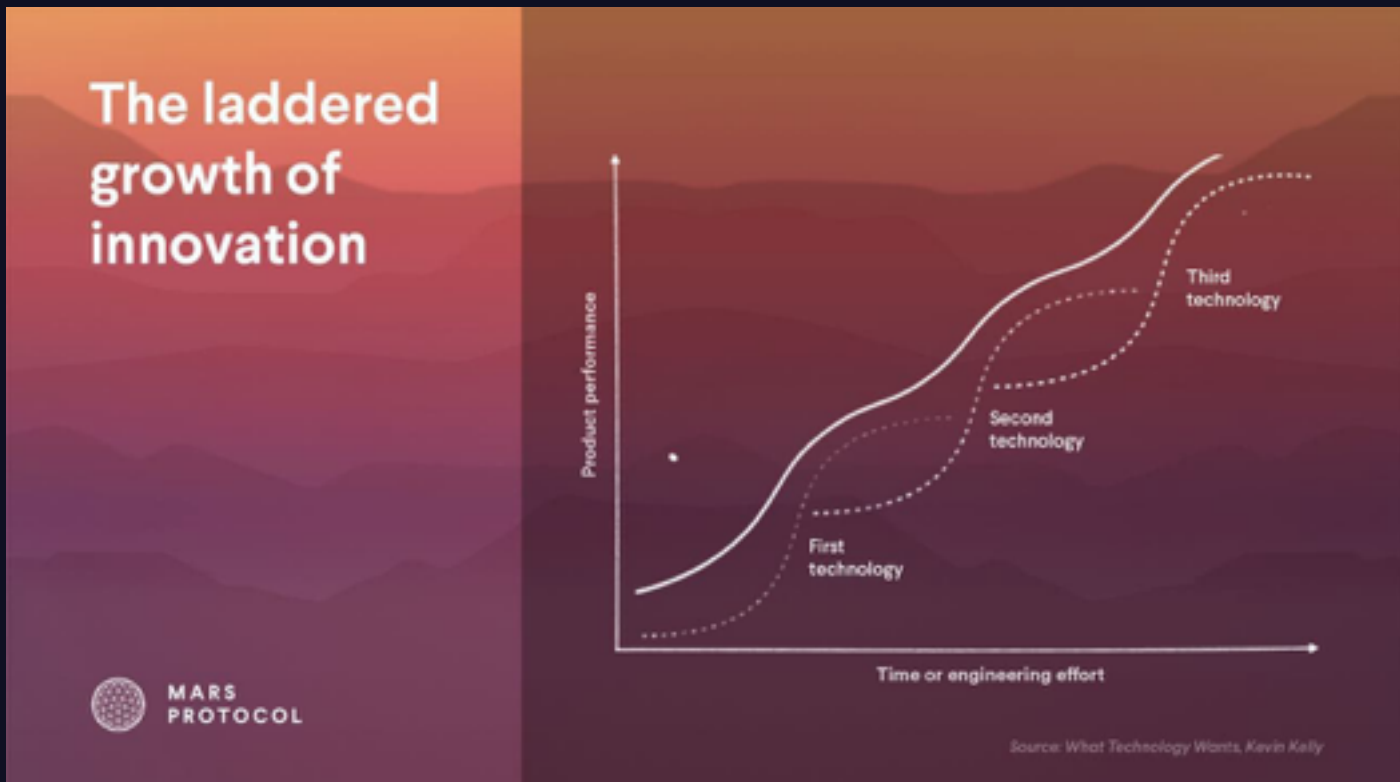 The laddered
growth of
innovation
Product performance
Third
technology
Second
technology
First
technology
Time or engineering effort
MARS
PROTOCOL
Source: What Technology Wants, Kevin Kelly